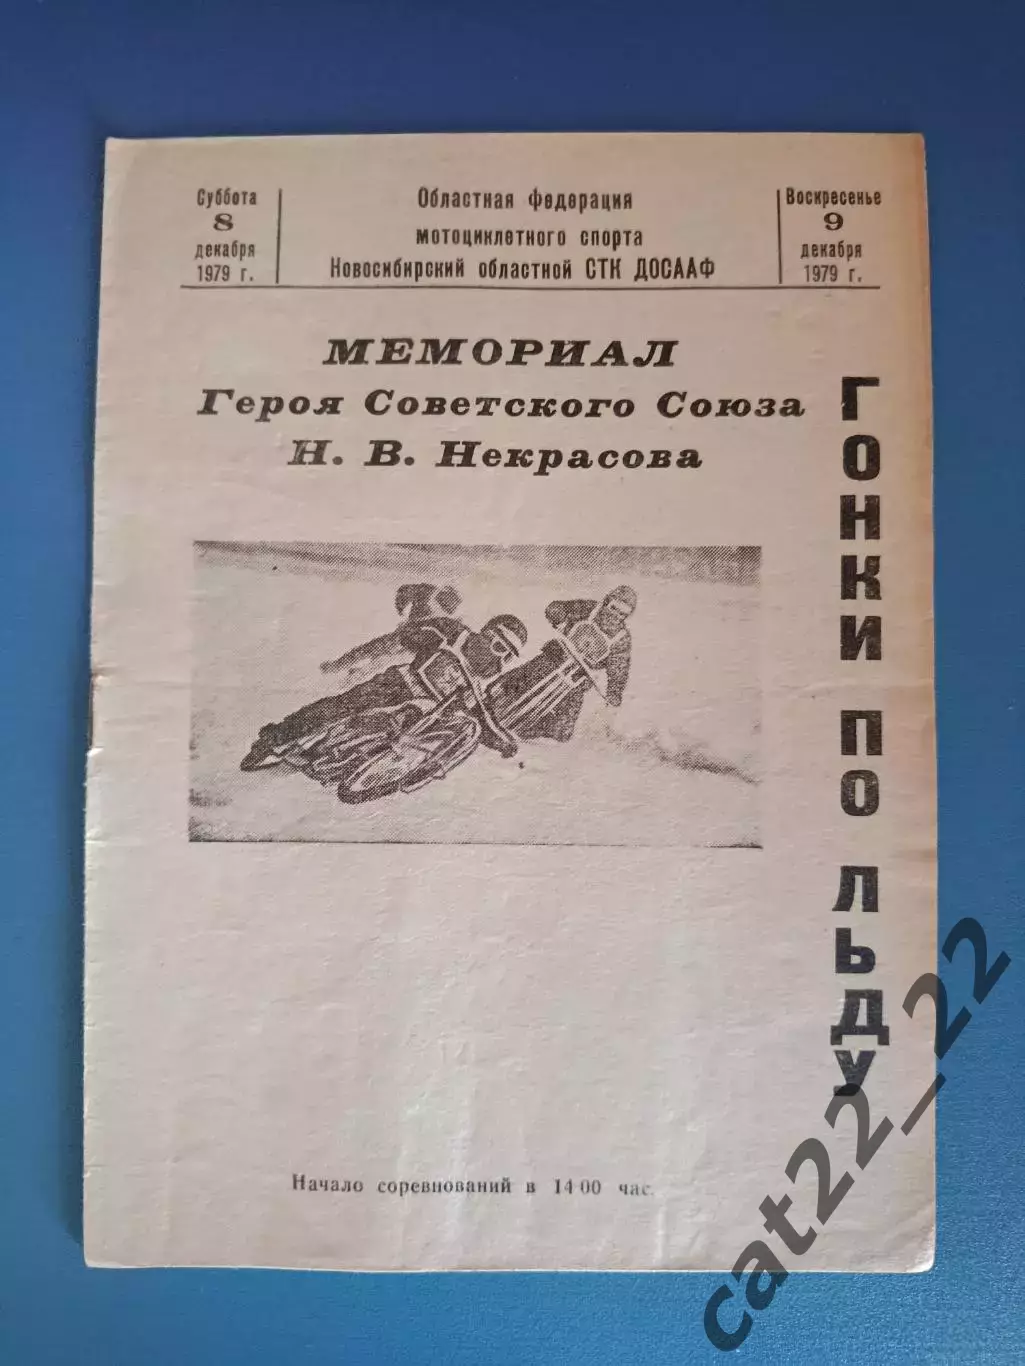 Суббота
8
декабря
1979 г.
Областная федерация
мотоциклетного спорта
Новосибирский областной СТК ДОСААФ
Воскресенье
9
декабря
1979 г.
МЕМОРИАЛ
Героя Советского Союза
Н. В. Некрасова
ГОНКИ ПО ЛЬДУ
Начало соревнований в 14-00 час.
cat22_22